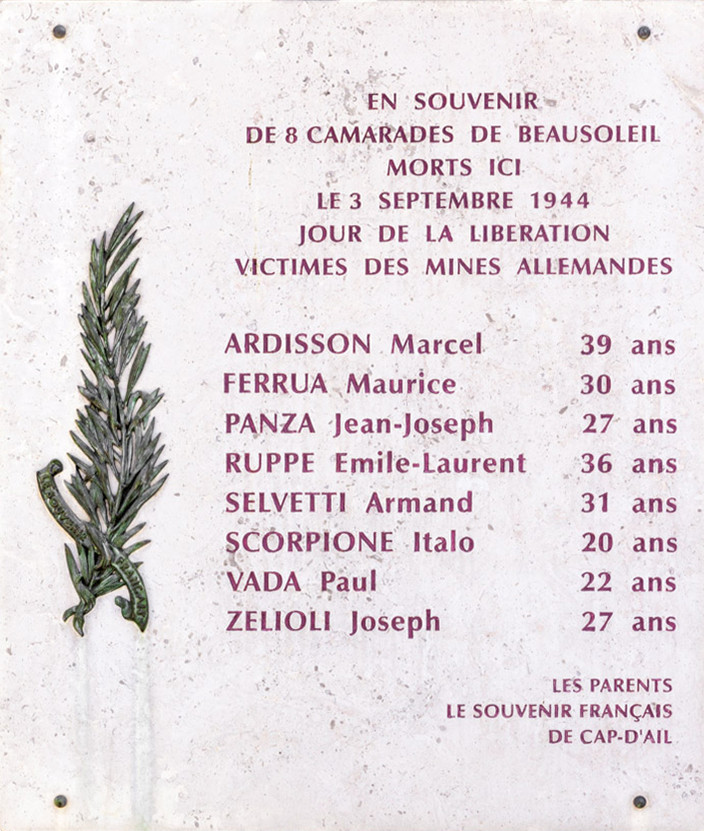 EN SOUVENIR
DE 8 CAMARADES DE BEAUSOLEIL
MORTS ICI
LE 3 SEPTEMBRE 1944
JOUR DE LA LIBERATION
VICTIMES DES MINES ALLEMANDES
ARDISSON Marcel 39 ans
FERRUA Maurice 30 ans
PANZA Jean-Joseph 27 ans
RUPPE Emile-Laurent 36 ans
SELVETTI Armand 31 ans
SCORPIONE Italo 20 ans
VADA Paul 22 ans
ZELIOLI Joseph 27 ans
LES PARENTS
LE SOUVENIR FRANÇAIS
DE CAP-D'AIL